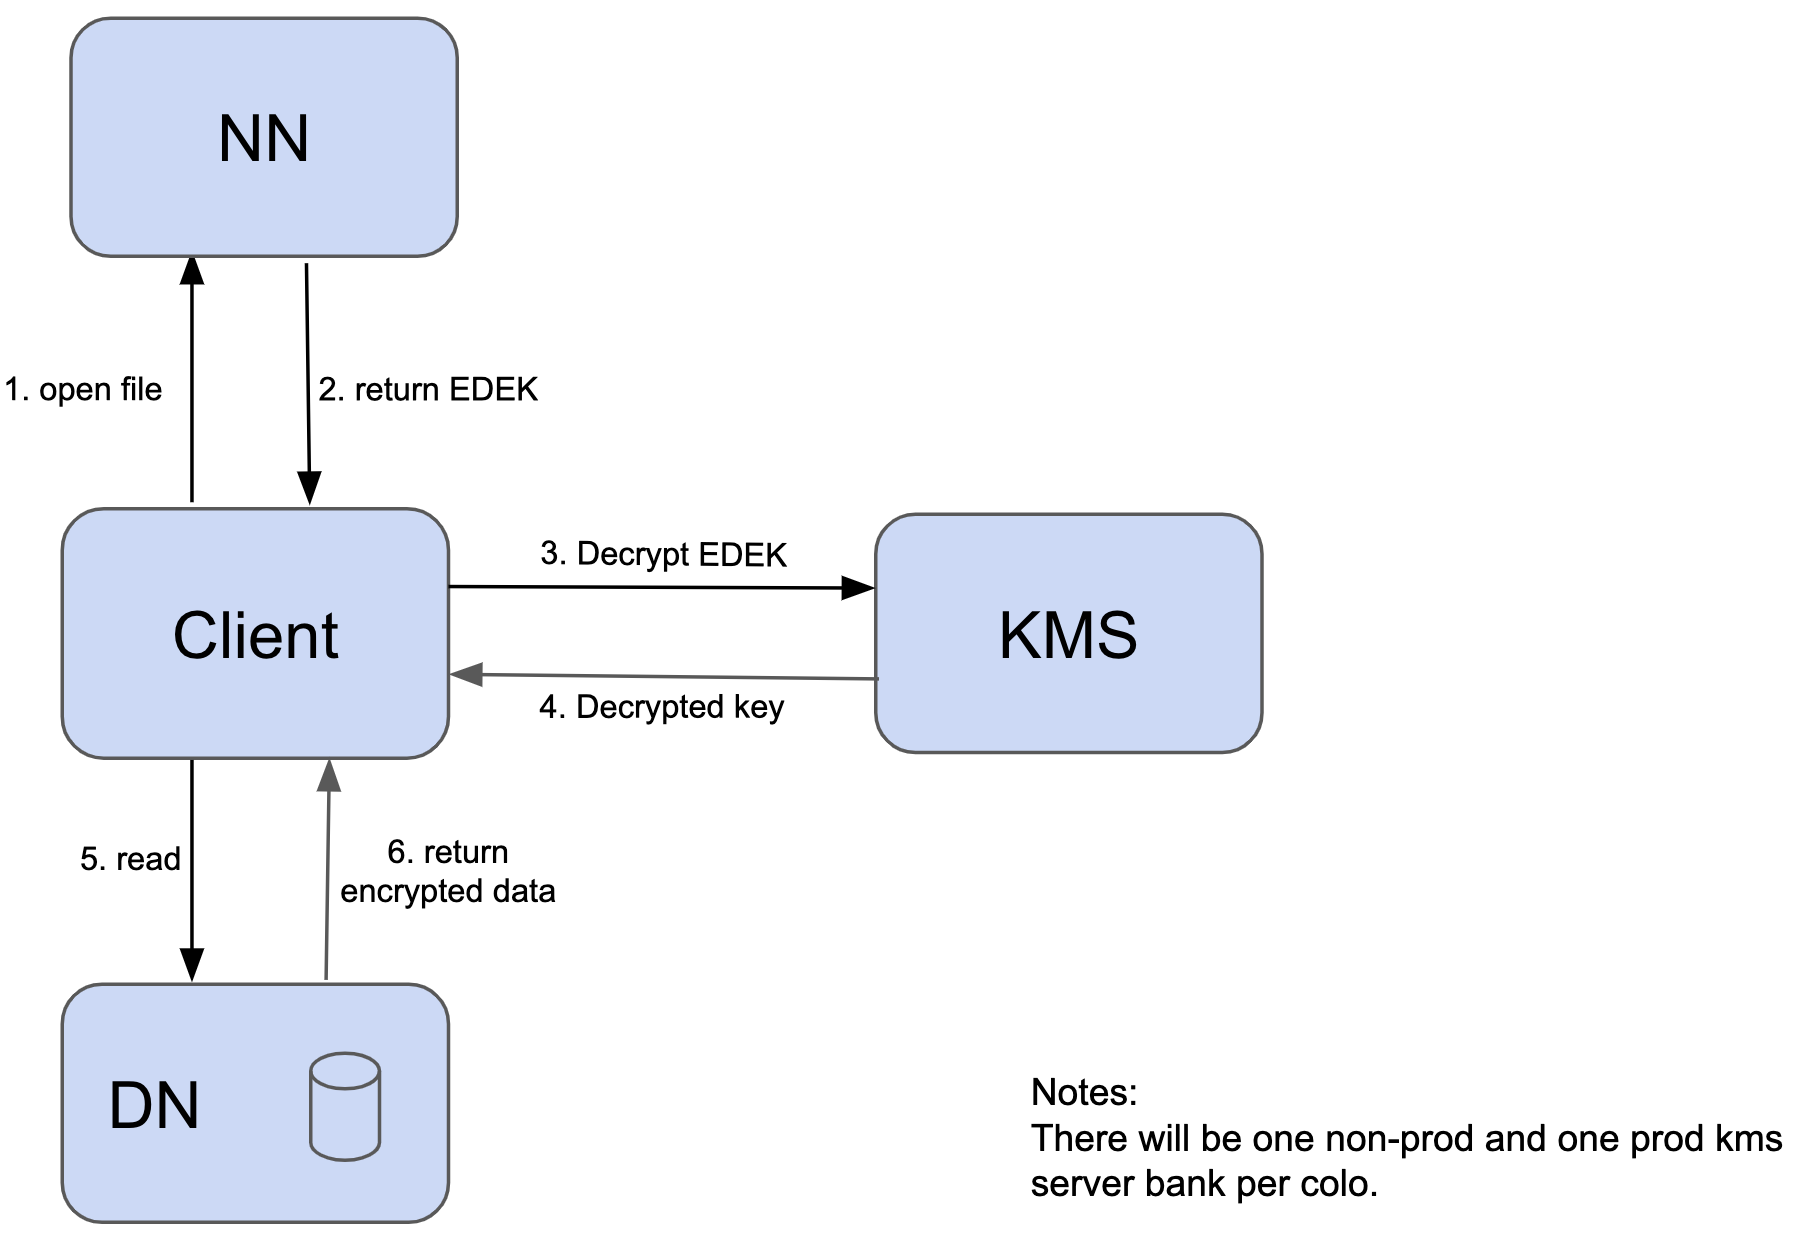 NN
1. open file
2. return EDEK
3. Decrypt EDEK
Client
KMS
4. Decrypted key
5. read
6. return
encrypted data
DN
Notes:
There will be one non-prod and one prod kms
server bank per colo.